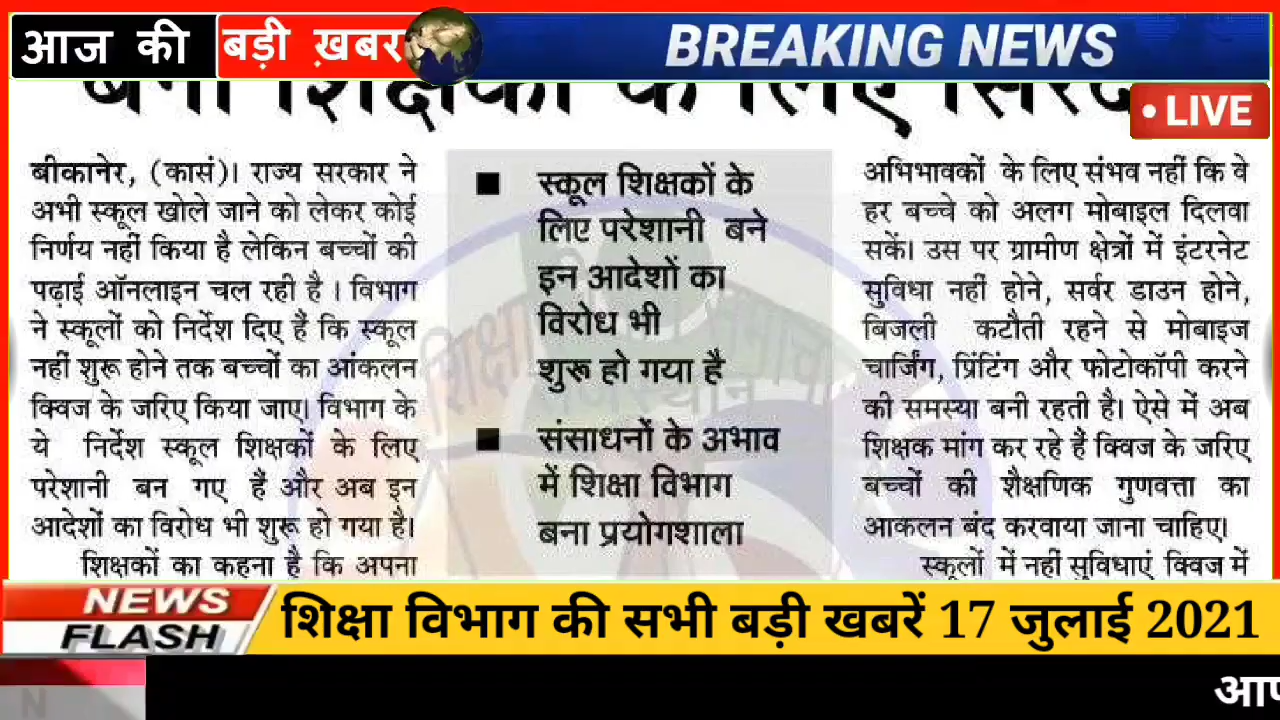 आज की बड़ी ख़बर
BREAKING NEWS
LIVE
बना शिक्षकों के लिए सिरद
बीकानेर, (कासं)। राज्य सरकार ने
अभी स्कूल खोले जाने को लेकर कोई
निर्णय नहीं किया है लेकिन बच्चों की
पढ़ाई ऑनलाइन चल रही है । विभाग
ने स्कूलों को निर्देश दिए हैं कि स्कूल
नहीं शुरू होने तक बच्चों का आंकलन
क्विज के जरिए किया जाए। विभाग के
ये निर्देश स्कूल शिक्षकों के लिए
परेशानी बन गए हैं और अब इन
आदेशों का विरोध भी शुरू हो गया है।
शिक्षकों का कहना है कि अपना
■ स्कूल शिक्षकों के
लिए परेशानी बने
इन आदेशों का
विरोध भी
शुरू हो गया है
■ संसाधनों के अभाव
में शिक्षा विभाग
बना प्रयोगशाला
अभिभावकों के लिए संभव नहीं कि वे
हर बच्चे को अलग मोबाइल दिलवा
सकें। उस पर ग्रामीण क्षेत्रों में इंटरनेट
सुविधा नहीं होने, सर्वर डाउन होने,
बिजली कटौती रहने से मोबाइज
चार्जिंग, प्रिंटिंग और फोटोकॉपी करने
की समस्या बनी रहती है। ऐसे में अब
शिक्षक मांग कर रहे हैं क्विज के जरिए
बच्चों की शैक्षणिक गुणवत्ता का
आकलन बंद करवाया जाना चाहिए।
स्कूलों में नहीं सुविधाएं क्विज में
NEWS
FLASH
शिक्षा विभाग की सभी बड़ी खबरें 17 जुलाई 2021
N
आप